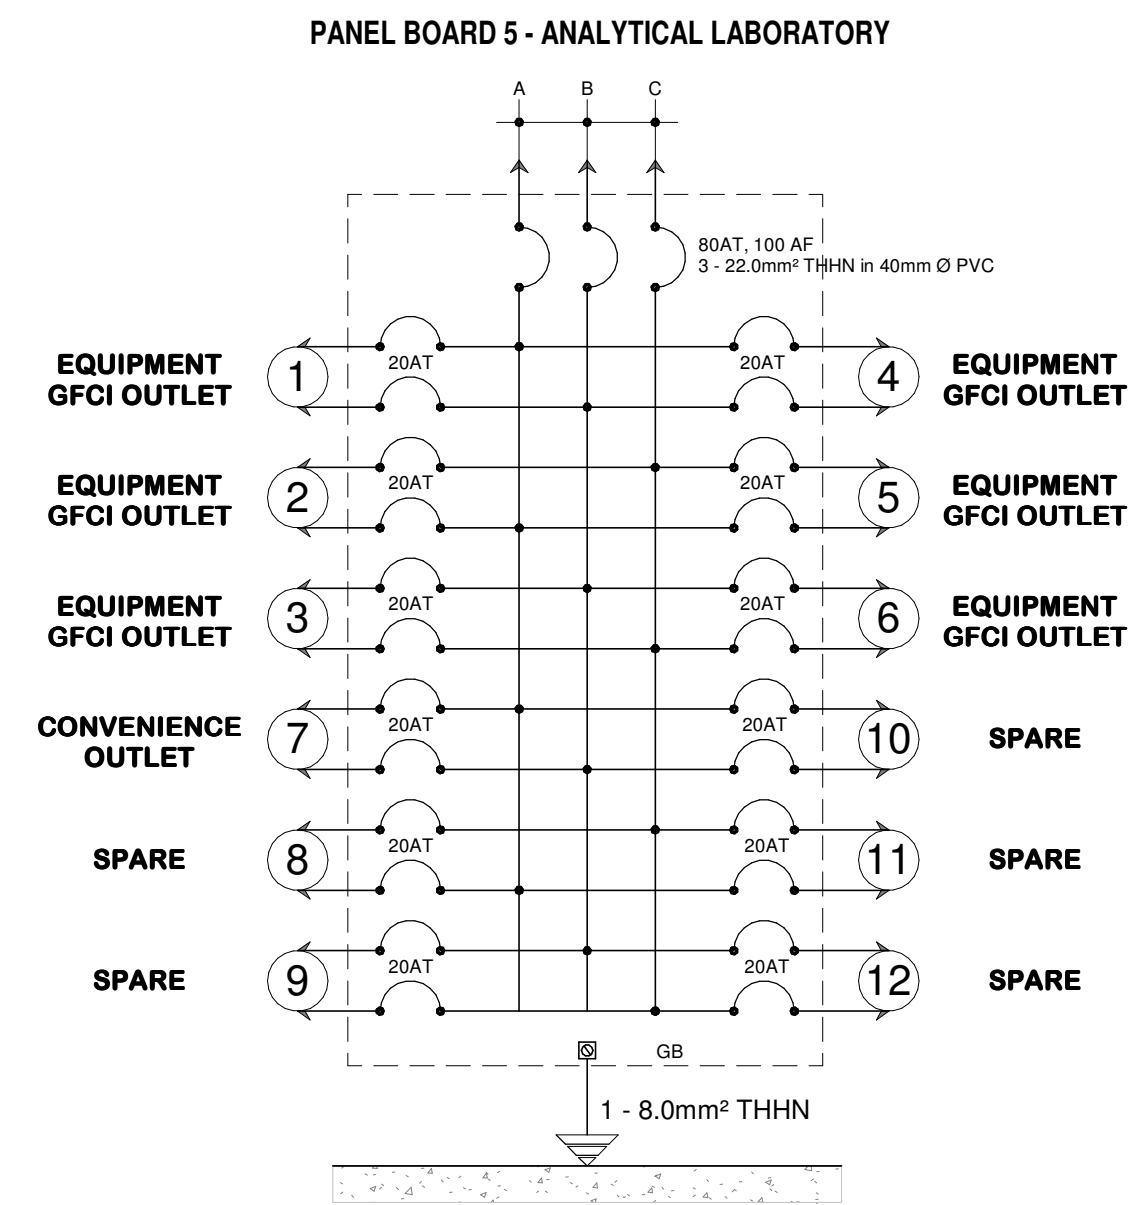 PANEL BOARD 5 - ANALYTICAL LABORATORY
A B C
80AT, 100 AF
3 - 22.0mm² THHN in 40mm Ø PVC
EQUIPMENT
GFCI OUTLET
1
20AT
20AT
4
EQUIPMENT
GFCI OUTLET
EQUIPMENT
GFCI OUTLET
2
20AT
20AT
5
EQUIPMENT
GFCI OUTLET
EQUIPMENT
GFCI OUTLET
3
20AT
20AT
6
EQUIPMENT
GFCI OUTLET
CONVENIENCE
OUTLET
7
20AT
20AT
10
SPARE
SPARE
8
20AT
20AT
11
SPARE
SPARE
9
20AT
20AT
12
SPARE
GB
1 - 8.0mm² THHN